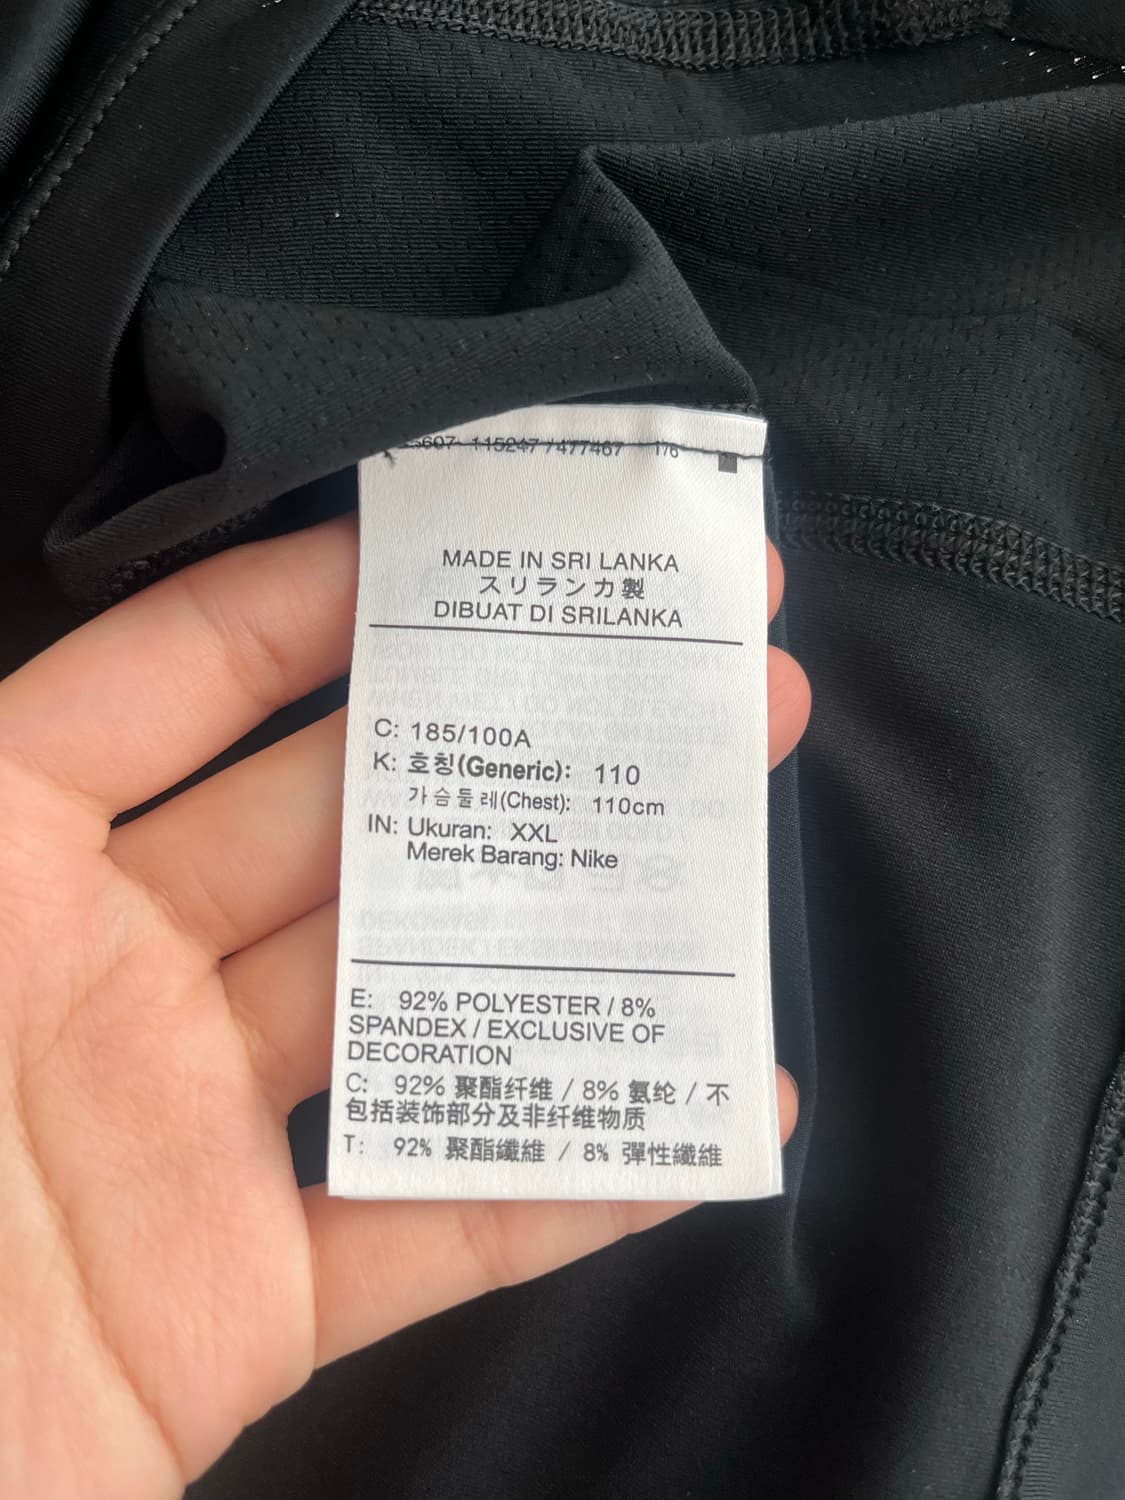 115247 / 477467 176
MADE IN SRI LANKA
スリランカ製
DIBUAT DI SRILANKA
C: 185/100A
K: 호칭(Generic): 110
가슴둘레(Chest): 110cm
IN: Ukuran: XXL
Merek Barang: Nike
E: 92% POLYESTER / 8%
SPANDEX / EXCLUSIVE OF
DECORATION
C: 92% 聚酯纤维 / 8% 氨纶 / 不
包括装饰部分及非纤维物质
T: 92% 聚酯纖維 / 8% 彈性纖維